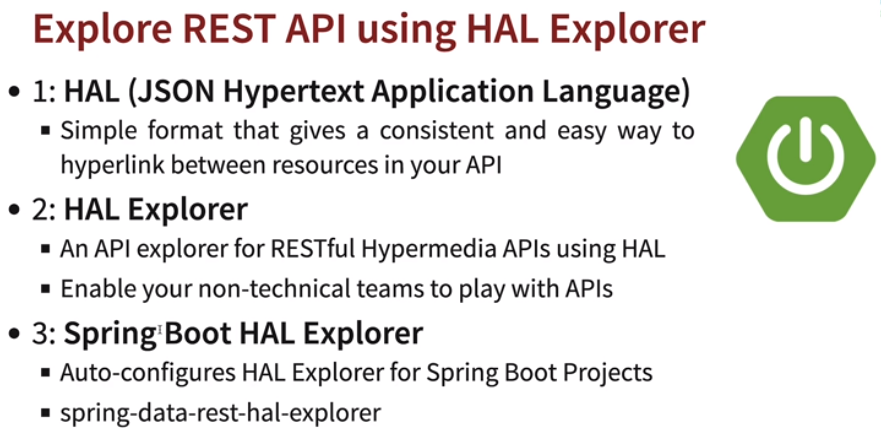 Explore REST API using HAL Explorer
• 1: HAL (JSON Hypertext Application Language)
▪ Simple format that gives a consistent and easy way to
hyperlink between resources in your API
• 2: HAL Explorer
▪ An API explorer for RESTful Hypermedia APIs using HAL
▪ Enable your non-technical teams to play with APIs
• 3: Spring Boot HAL Explorer
▪ Auto-configures HAL Explorer for Spring Boot Projects
▪ spring-data-rest-hal-explorer